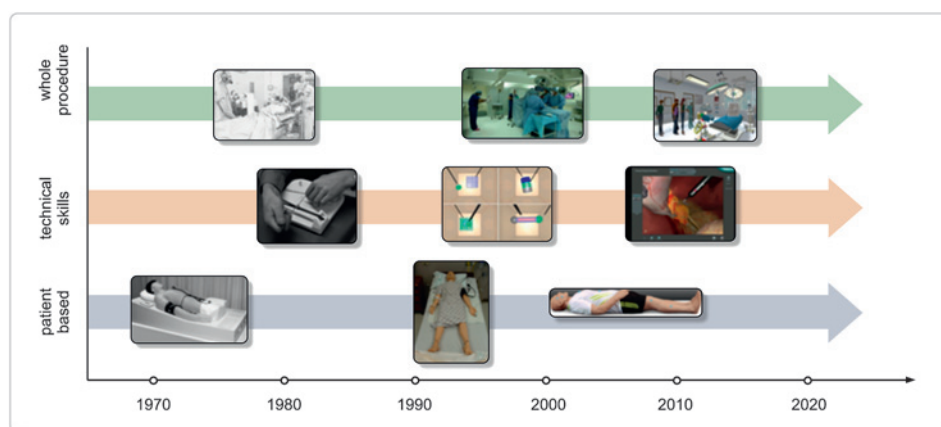 whole
procedure
technical
skills
patient
based
1970 1980 1990 2000 2010 2020